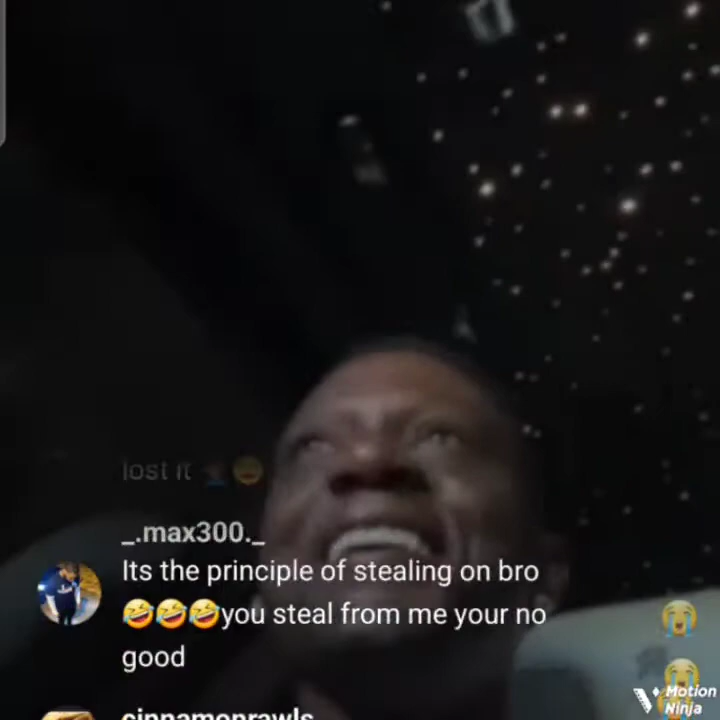 lost it 😩
_.max300._
Its the principle of stealing on bro
🤣🤣🤣you steal from me your no
good
cinnamonrawls
Motion
Ninja